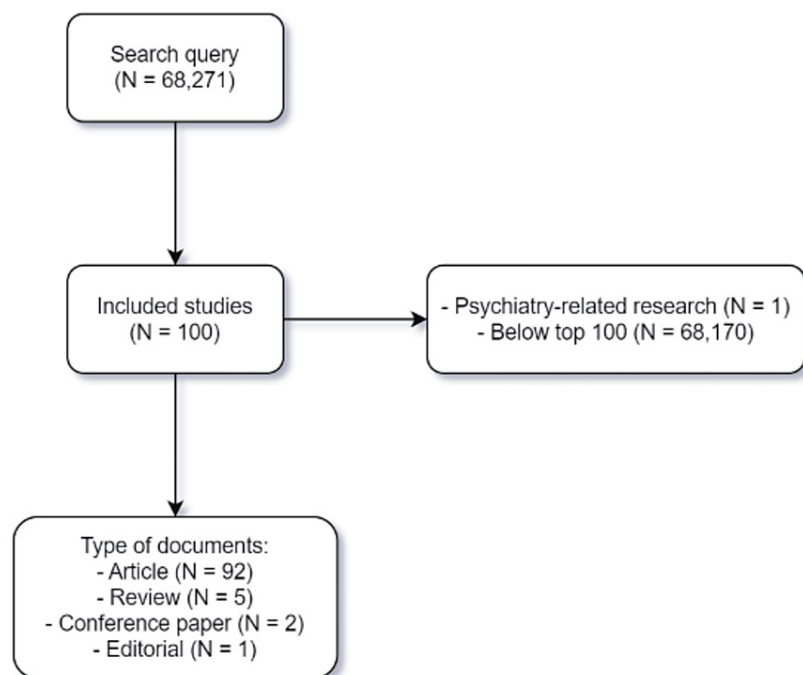 Search query
(N = 68,271)
Included studies
(N = 100)
- Psychiatry-related research (N = 1)
- Below top 100 (N = 68,170)
Type of documents:
- Article (N = 92)
- Review (N = 5)
- Conference paper (N = 2)
- Editorial (N = 1)